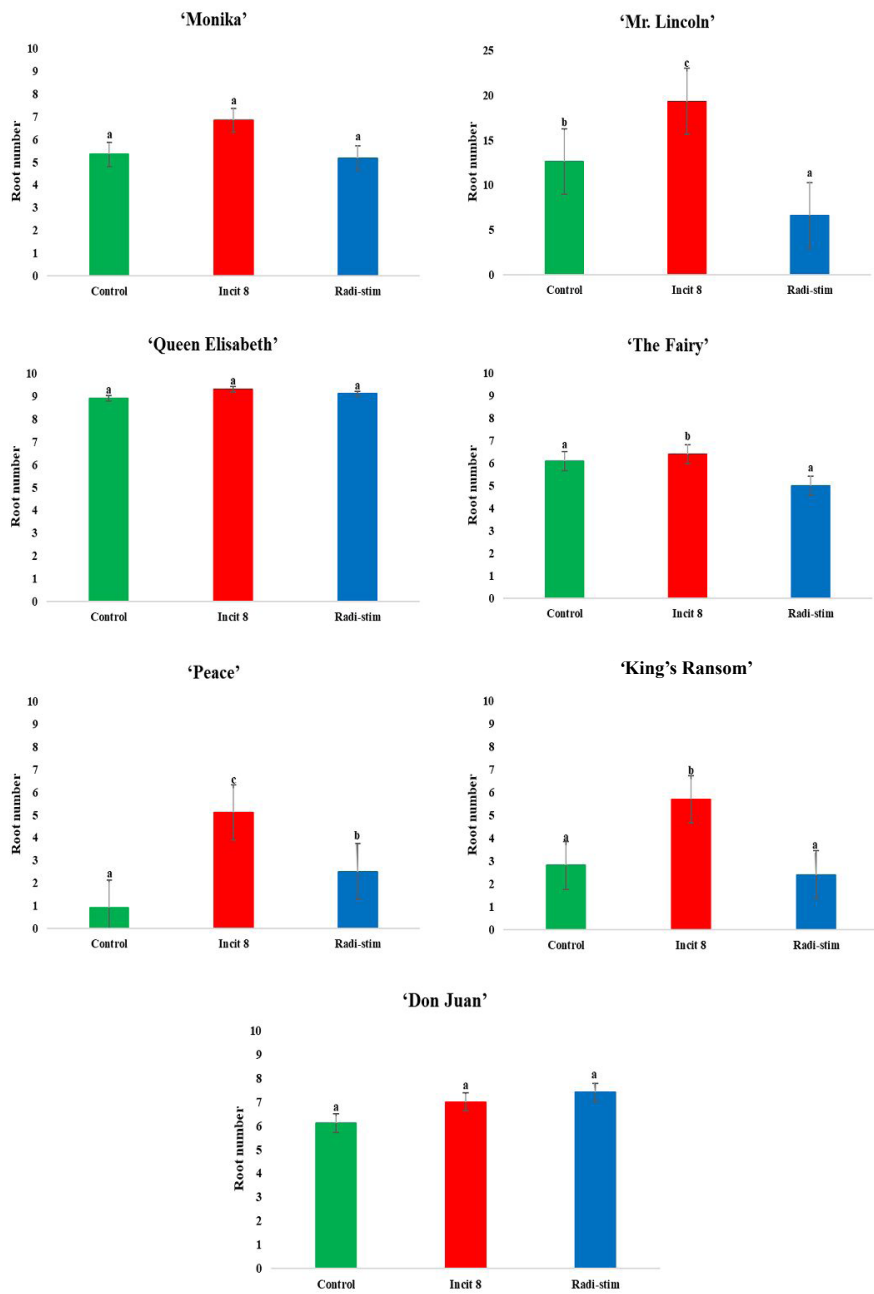 ‘Monika’
10
9
8
7
6
5
4
3
2
1
0
Root number
a
a
a
Control Incit 8 Radi-stim
‘Mr. Lincoln’
25
20
15
10
5
0
Root number
b
c
a
Control Incit 8 Radi-stim
‘Queen Elisabeth’
10
9
8
7
6
5
4
3
2
1
0
Root number
a
a
a
Control Incit 8 Radi-stim
‘The Fairy’
10
9
8
7
6
5
4
3
2
1
0
Root number
a
b
a
Control Incit 8 Radi-stim
‘Peace’
10
9
8
7
6
5
4
3
2
1
0
Root number
a
c
b
Control Incit 8 Radi-stim
‘King’s Ransom’
10
9
8
7
6
5
4
3
2
1
0
Root number
a
b
a
Control Incit 8 Radi-stim
‘Don Juan’
10
9
8
7
6
5
4
3
2
1
0
Root number
a
a
a
Control Incit 8 Radi-stim